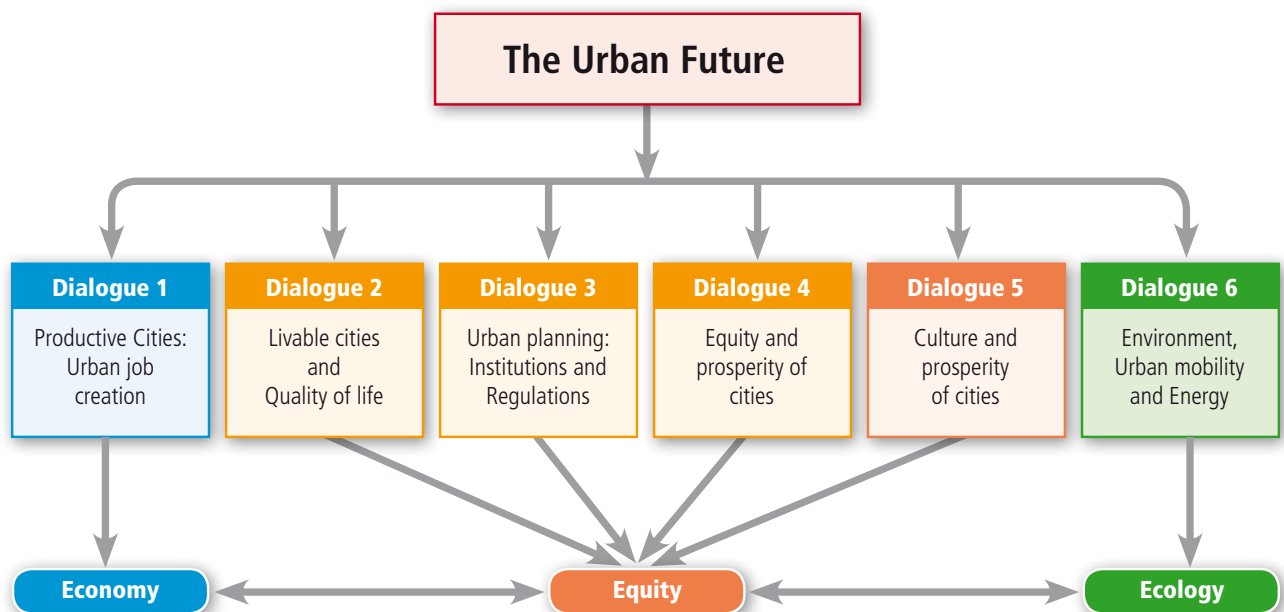 The Urban Future
Dialogue 1
Productive Cities:
Urban job
creation
Dialogue 2
Livable cities
and
Quality of life
Dialogue 3
Urban planning:
Institutions and
Regulations
Dialogue 4
Equity and
prosperity of
cities
Dialogue 5
Culture and
prosperity
of cities
Dialogue 6
Environment,
Urban mobility
and Energy
Economy
Equity
Ecology